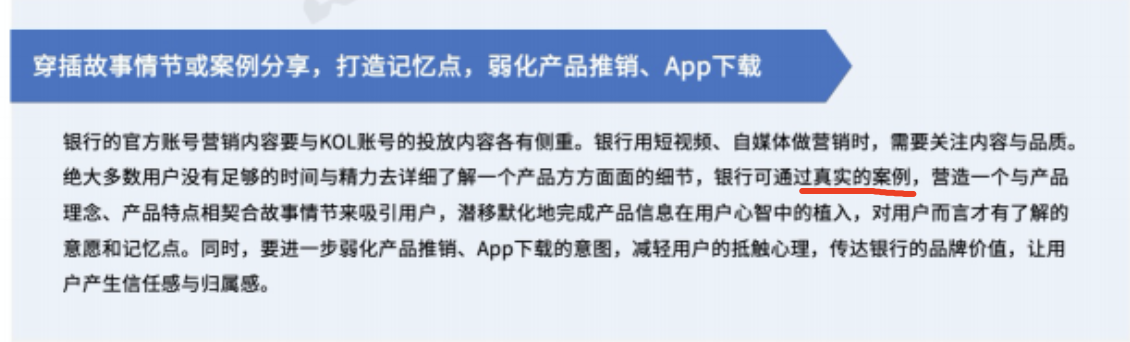 穿插故事情节或案例分享，打造记忆点，弱化产品推销、App下载
银行的官方账号营销内容要与KOL账号的投放内容各有侧重。银行用短视频、自媒体做营销时，需要关注内容与品质。
绝大多数用户没有足够的时间与精力去详细了解一个产品方方面面的细节，银行可通过真实的案例，营造一个与产品
理念、产品特点相契合故事情节来吸引用户，潜移默化地完成产品信息在用户心智中的植入，对用户而言才有了解的
意愿和记忆点。同时，要进一步弱化产品推销、App下载的意图，减轻用户的抵触心理，传达银行的品牌价值，让用
户产生信任感与归属感。